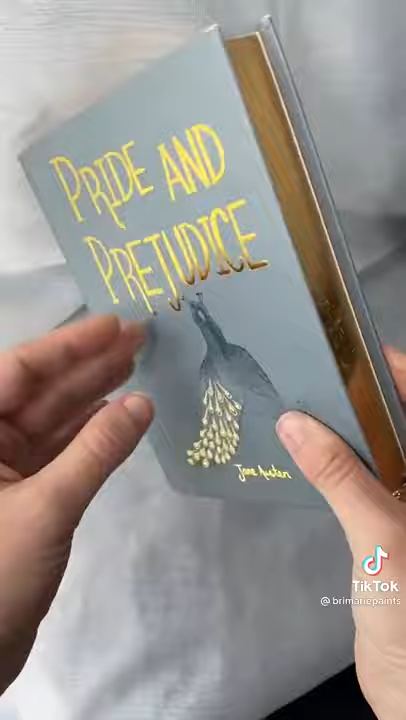 PRIDE AND
PREJUDICE
Jane Austen
TikTok
@brimariepaints